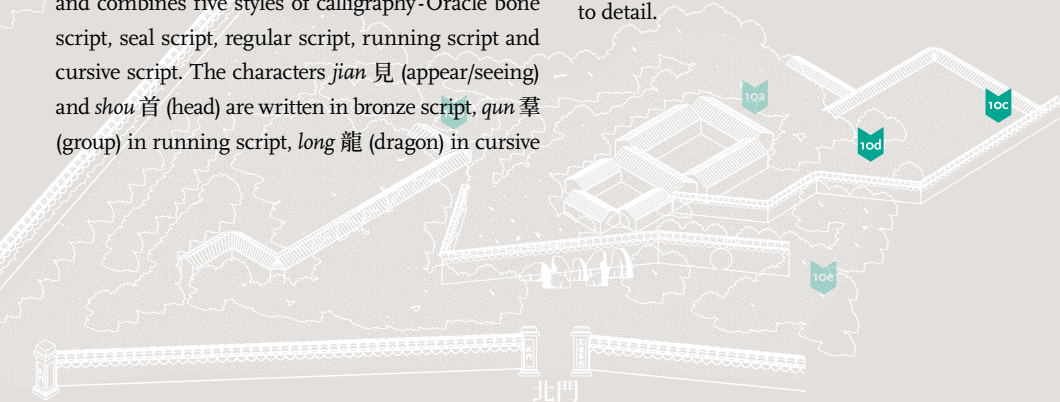 and combines five styles of calligraphy-Oracle bone
script, seal script, regular script, running script and
cursive script. The characters jian 見 (appear/seeing)
and shou 首 (head) are written in bronze script, qun 羣
(group) in running script, long 龍 (dragon) in cursive
to detail.
10a
10c
10d
10e
北門